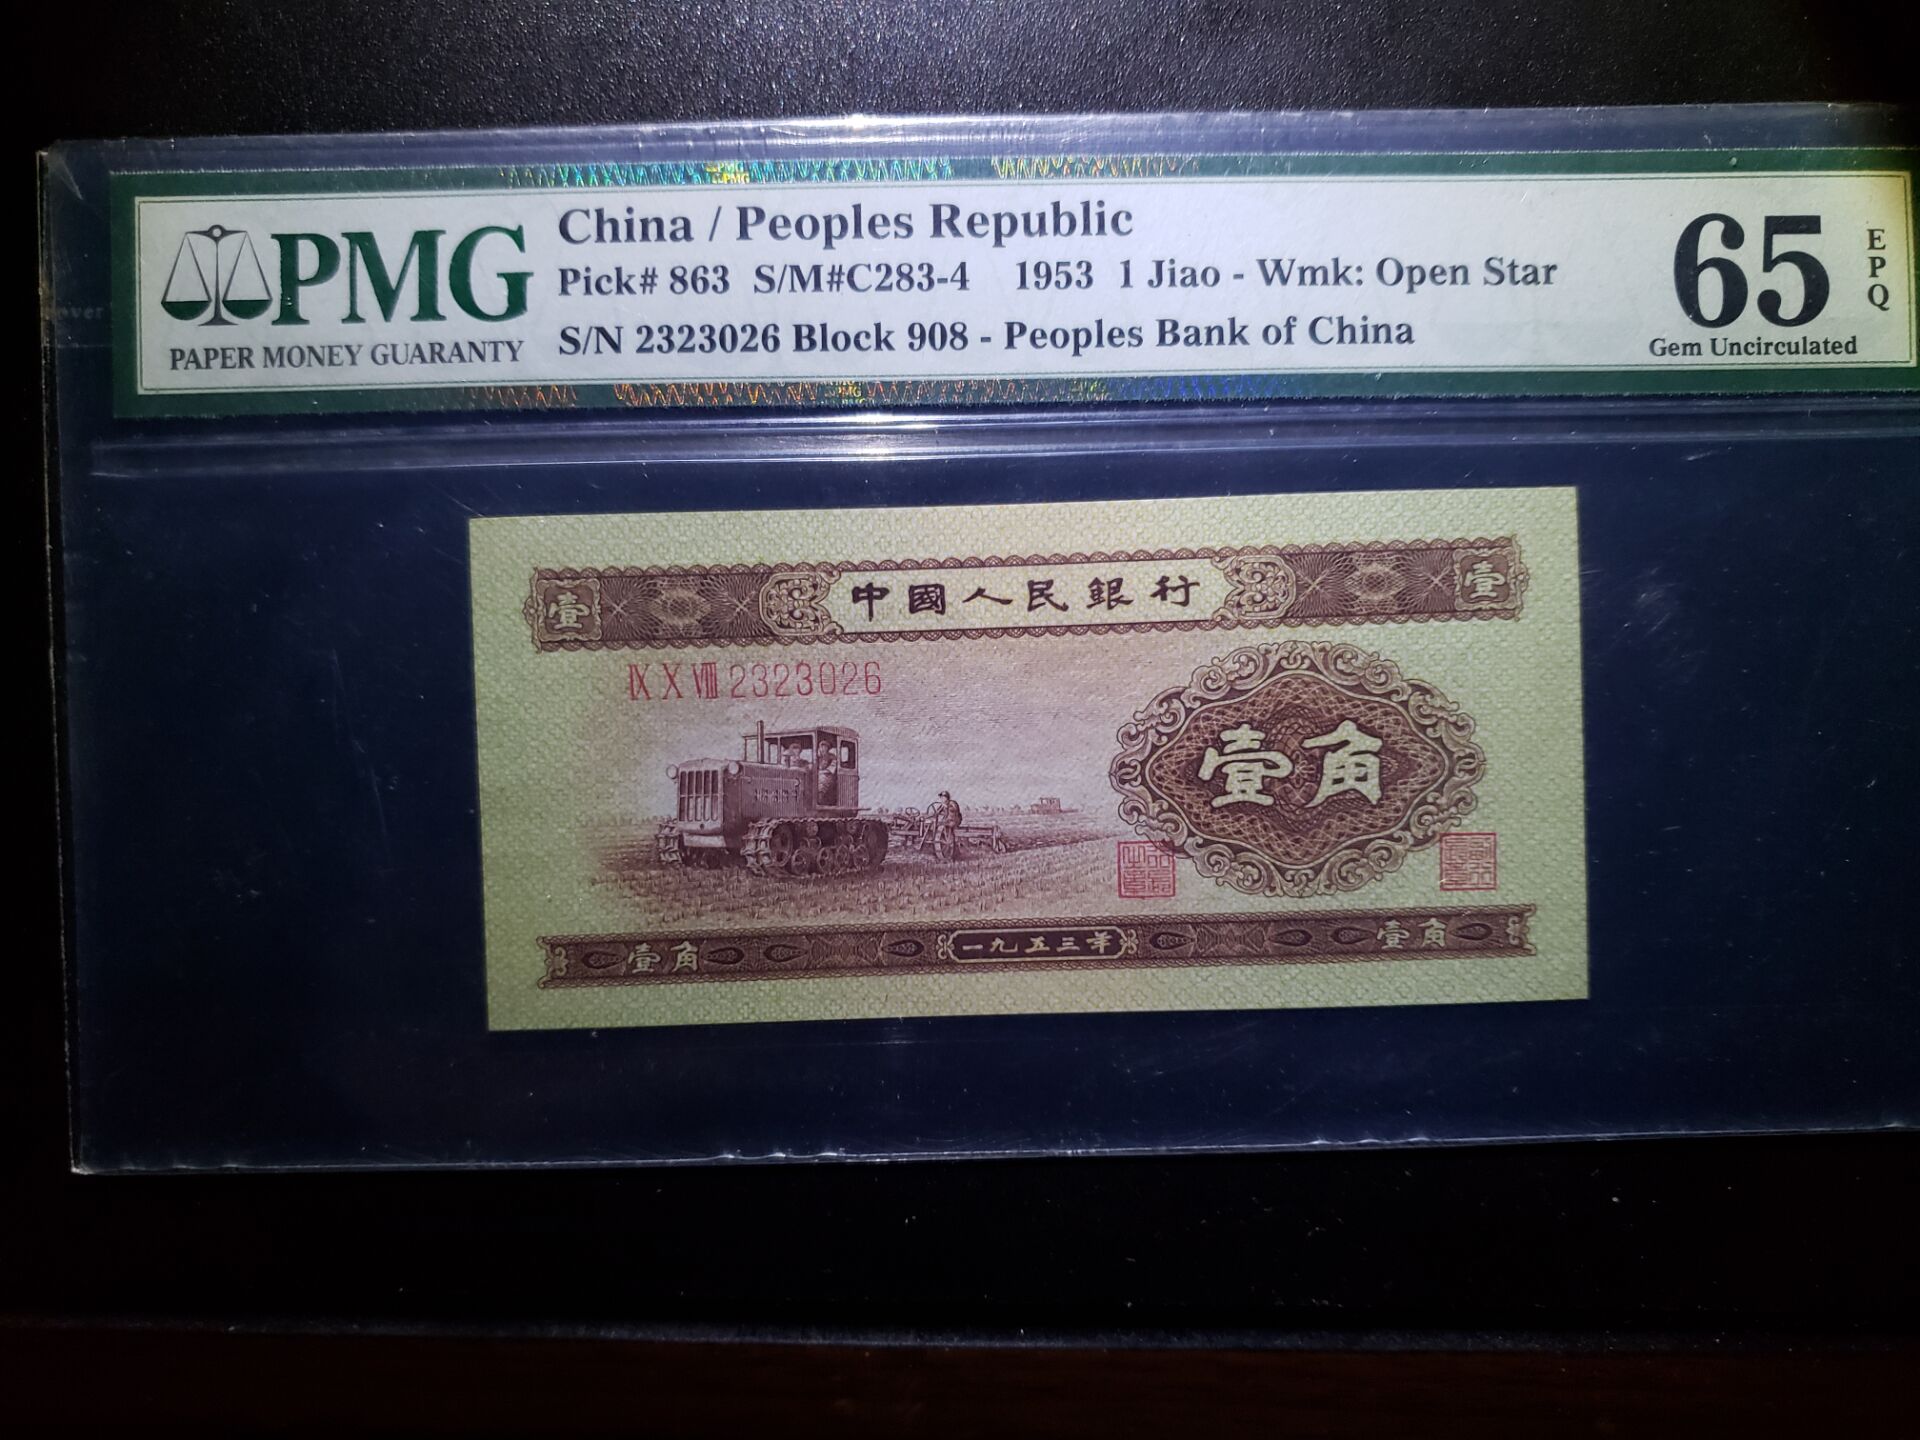 PMG
PAPER MONEY GUARANTY
China / Peoples Republic
Pick# 863 S/M#C283-4 1953 1 Jiao - Wmk: Open Star
S/N 2323026 Block 908 - Peoples Bank of China
65
EPQ
Gem Uncirculated
壹 中國人民銀行 壹
IX X VIII 2323026
壹角
壹角 一九五三年 壹角